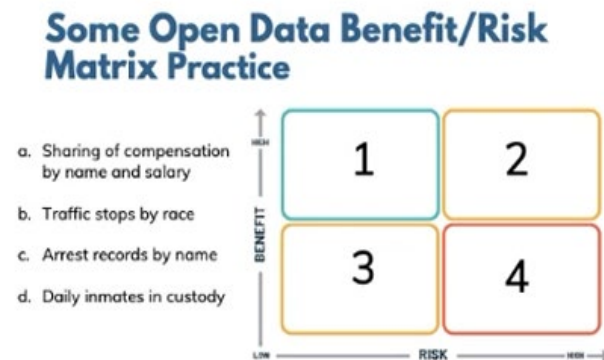 Some Open Data Benefit/Risk
Matrix Practice
a. Sharing of compensation
by name and salary
b. Traffic stops by race
c. Arrest records by name
d. Daily inmates in custody
HIGH
BENEFIT
LOW
1
2
3
4
RISK
HIGH